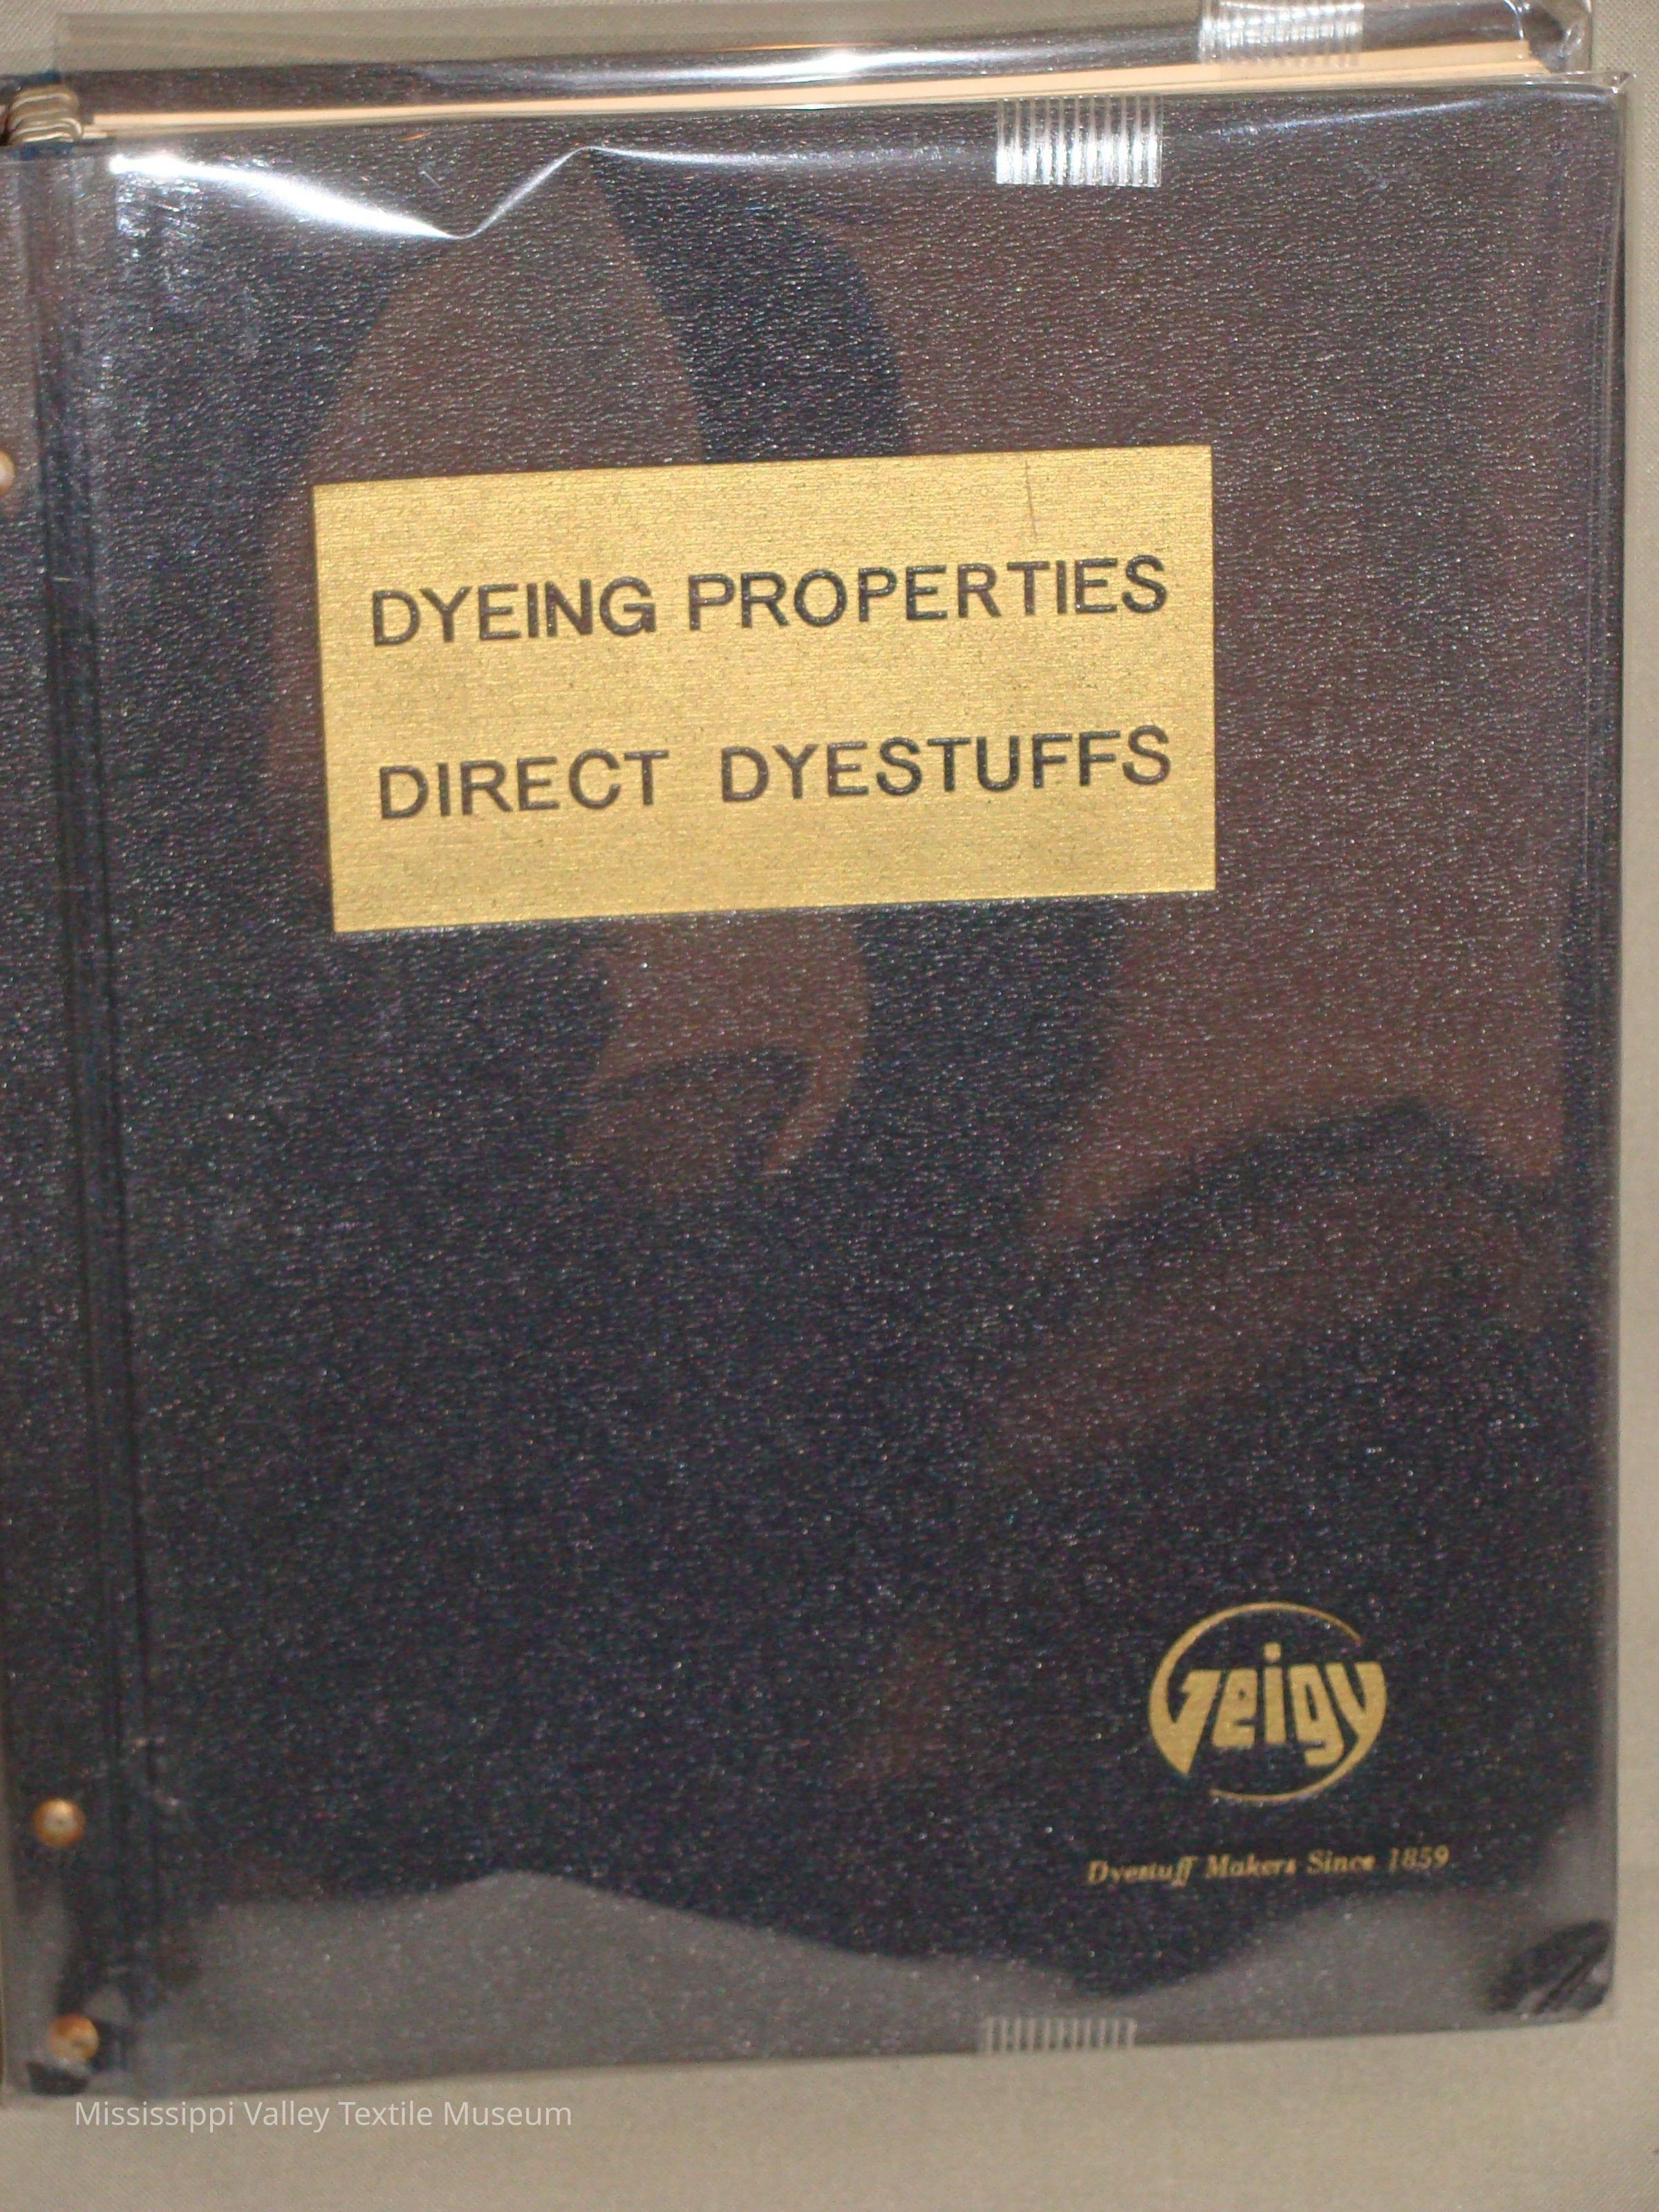 DYEING PROPERTIES
DIRECT DYESTUFFS
Geigy
Dyestuff Makers Since 1859
Mississippi Valley Textile Museum